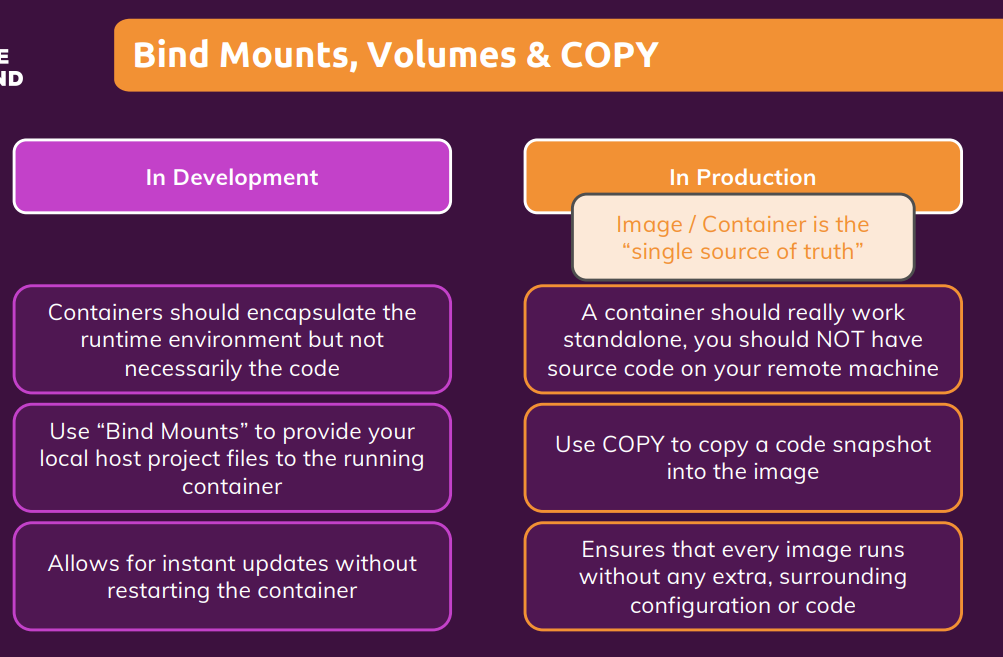 Bind Mounts, Volumes & COPY
In Development
Containers should encapsulate the
runtime environment but not
necessarily the code
Use “Bind Mounts” to provide your
local host project files to the running
container
Allows for instant updates without
restarting the container
In Production
Image / Container is the
“single source of truth”
A container should really work
standalone, you should NOT have
source code on your remote machine
Use COPY to copy a code snapshot
into the image
Ensures that every image runs
without any extra, surrounding
configuration or code